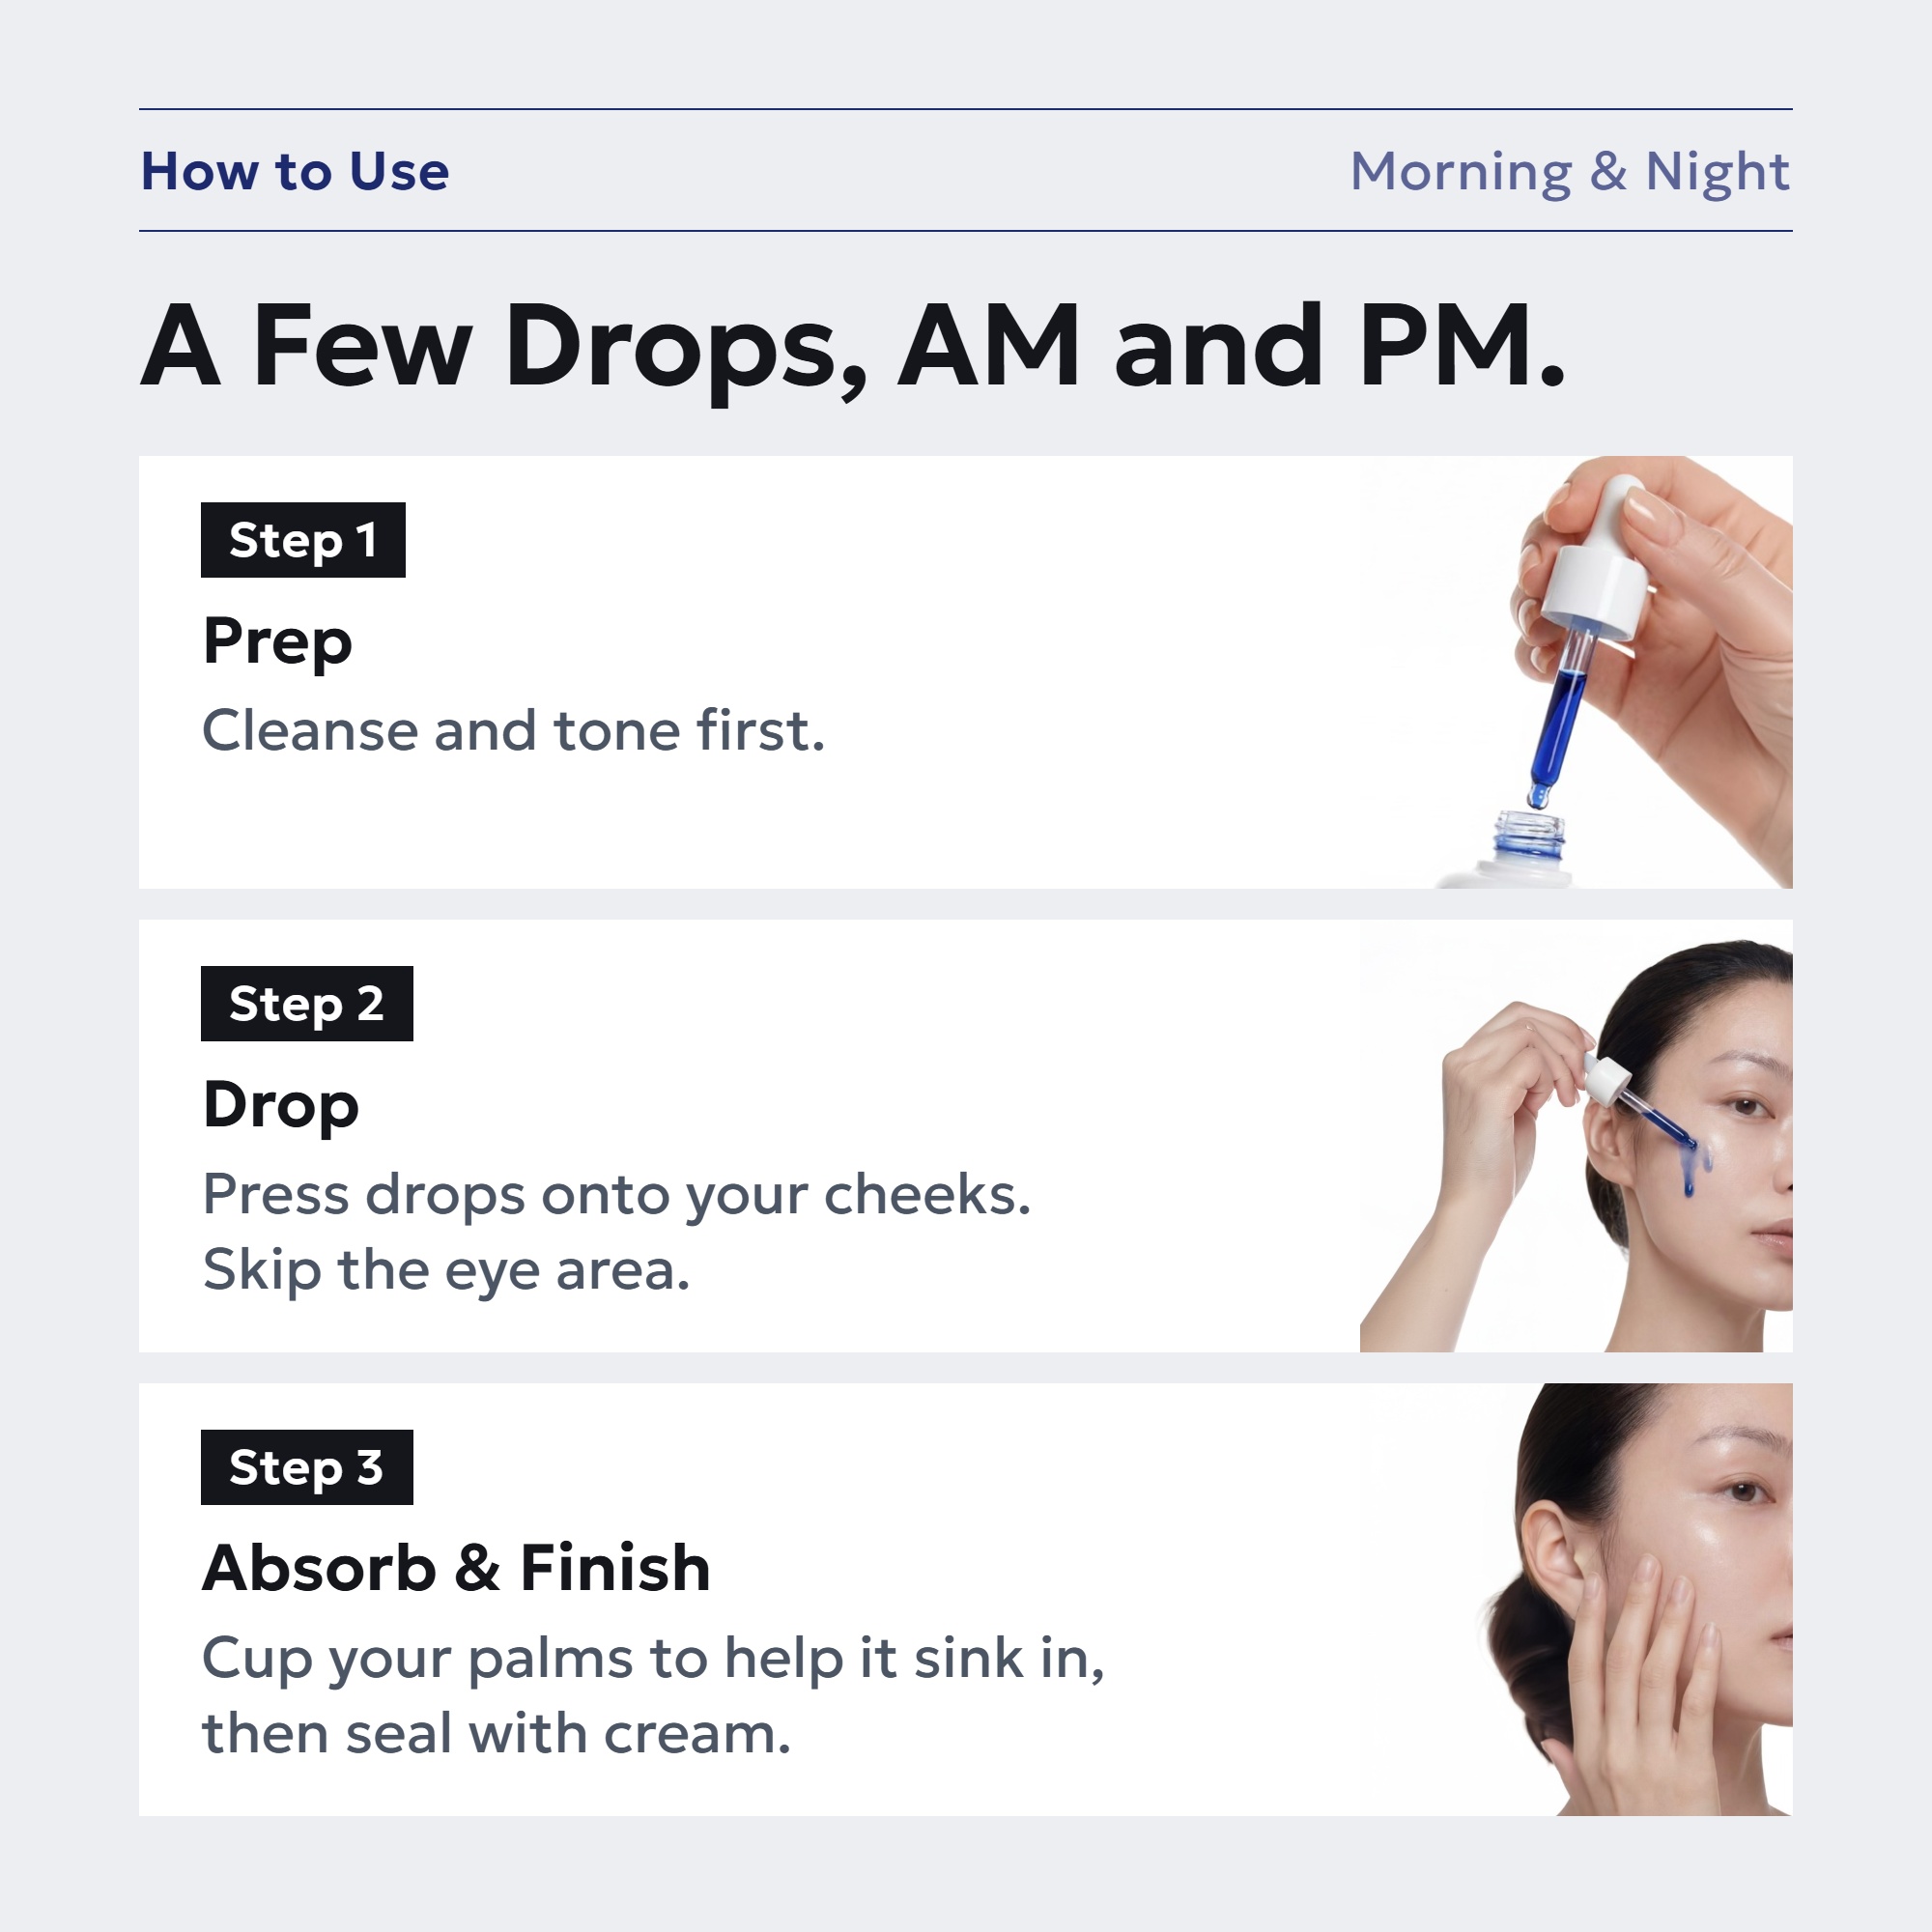 How to Use
Morning & Night
A Few Drops, AM and PM.
Step 1
Prep
Cleanse and tone first.
Step 2
Drop
Press drops onto your cheeks.
Skip the eye area.
Step 3
Absorb & Finish
Cup your palms to help it sink in,
then seal with cream.